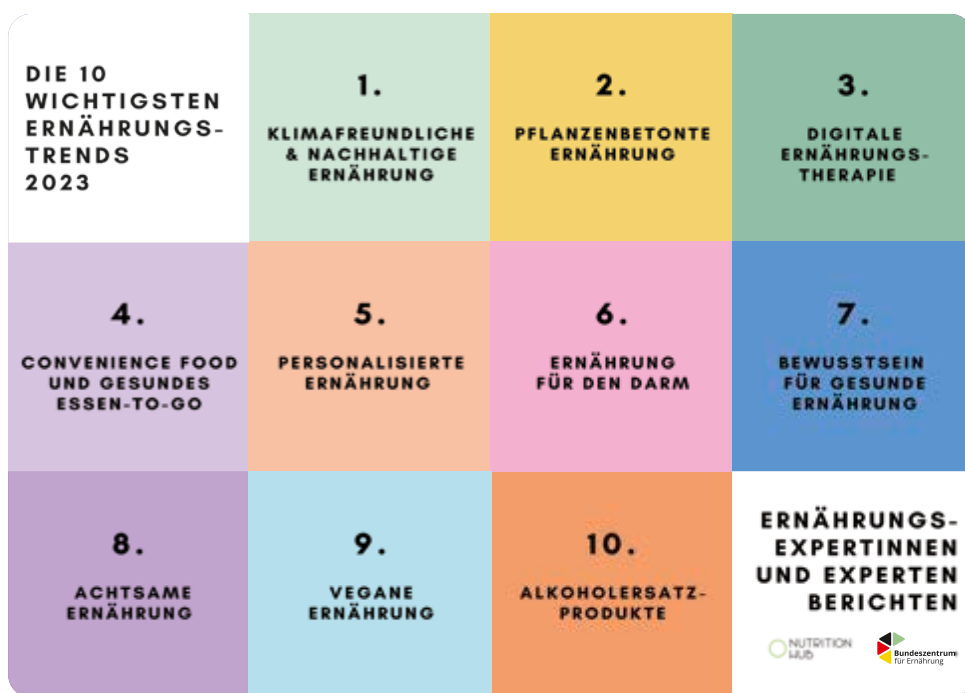 DIE 10
WICHTIGSTEN
ERNÄHRUNGS-
TRENDS
2023
1.
KLIMAFREUNDLICHE
& NACHHALTIGE
ERNÄHRUNG
2.
PFLANZENBETONTE
ERNÄHRUNG
3.
DIGITALE
ERNÄHRUNGS-
THERAPIE
4.
CONVENIENCE FOOD
UND GESUNDES
ESSEN-TO-GO
5.
PERSONALISIERTE
ERNÄHRUNG
6.
ERNÄHRUNG
FÜR DEN DARM
7.
BEWUSSTSEIN
FÜR GESUNDE
ERNÄHRUNG
8.
ACHTSAME
ERNÄHRUNG
9.
VEGANE
ERNÄHRUNG
10.
ALKOHOLERSATZ-
PRODUKTE
ERNÄHRUNGS-
EXPERTINNEN
UND EXPERTEN
BERICHTEN
NUTRITION
HUB
Bundeszentrum
für Ernährung